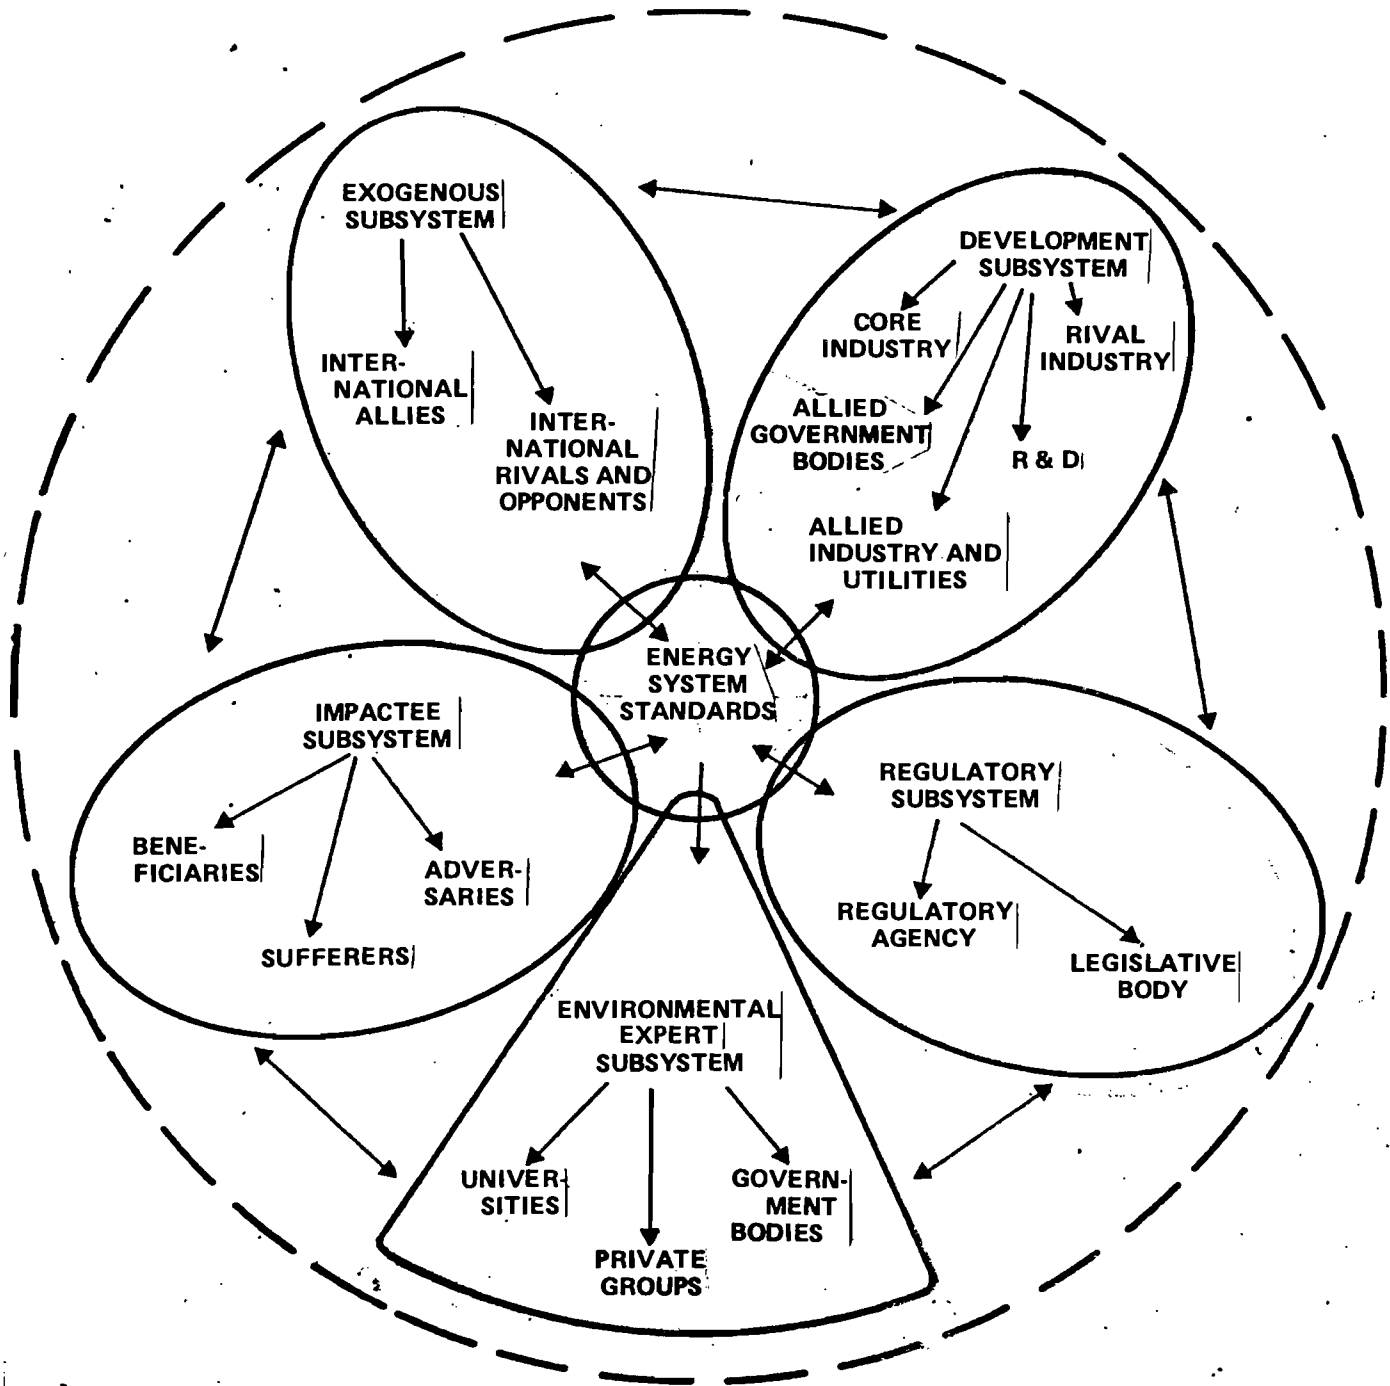 EXOGENOUS
SUBSYSTEM
INTER-
NATIONAL
ALLIES
INTER-
NATIONAL
RIVALS AND
OPPONENTS
DEVELOPMENT
SUBSYSTEM
CORE
INDUSTRY
RIVAL
INDUSTRY
ALLIED
GOVERNMENT
BODIES
R & D
ALLIED
INDUSTRY AND
UTILITIES
ENERGY
SYSTEM
STANDARDS
IMPACTEE
SUBSYSTEM
BENE-
FICIARIES
ADVER-
SARIES
SUFFERERS
REGULATORY
SUBSYSTEM
REGULATORY
AGENCY
LEGISLATIVE
BODY
ENVIRONMENTAL
EXPERT
SUBSYSTEM
UNIVER-
SITIES
PRIVATE
GROUPS
GOVERN-
MENT
BODIES